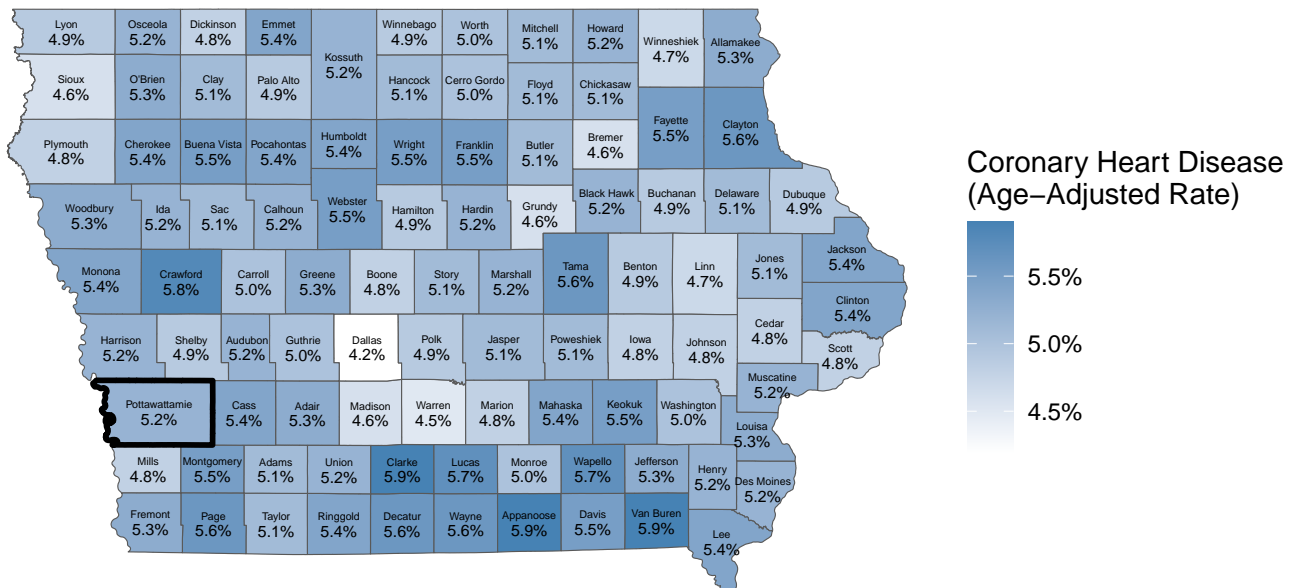 Lyon
4.9%
Osceola
5.2%
Dickinson
4.8%
Emmet
5.4%
Kossuth
5.2%
Winnebago
4.9%
Worth
5.0%
Mitchell
5.1%
Howard
5.2%
Winneshiek
4.7%
Allamakee
5.3%
Sioux
4.6%
O'Brien
5.3%
Clay
5.1%
Palo Alto
4.9%
Hancock
5.1%
Cerro Gordo
5.0%
Floyd
5.1%
Chickasaw
5.1%
Fayette
5.5%
Clayton
5.6%
Plymouth
4.8%
Cherokee
5.4%
Buena Vista
5.5%
Pocahontas
5.4%
Humboldt
5.4%
Wright
5.5%
Franklin
5.5%
Butler
5.1%
Bremer
4.6%
Woodbury
5.3%
Ida
5.2%
Sac
5.1%
Calhoun
5.2%
Webster
5.5%
Hamilton
4.9%
Hardin
5.2%
Grundy
4.6%
Black Hawk
5.2%
Buchanan
4.9%
Delaware
5.1%
Dubuque
4.9%
Monona
5.4%
Crawford
5.8%
Carroll
5.0%
Greene
5.3%
Boone
4.8%
Story
5.1%
Marshall
5.2%
Tama
5.6%
Benton
4.9%
Linn
4.7%
Jones
5.1%
Jackson
5.4%
Clinton
5.4%
Harrison
5.2%
Shelby
4.9%
Audubon
5.2%
Guthrie
5.0%
Dallas
4.2%
Polk
4.9%
Jasper
5.1%
Poweshiek
5.1%
Iowa
4.8%
Johnson
4.8%
Cedar
4.8%
Scott
4.8%
Muscatine
5.2%
Pottawattamie
5.2%
Cass
5.4%
Adair
5.3%
Madison
4.6%
Warren
4.5%
Marion
4.8%
Mahaska
5.4%
Keokuk
5.5%
Washington
5.0%
Louisa
5.3%
Mills
4.8%
Montgomery
5.5%
Adams
5.1%
Union
5.2%
Clarke
5.9%
Lucas
5.7%
Monroe
5.0%
Wapello
5.7%
Jefferson
5.3%
Henry
5.2%
Des Moines
5.2%
Fremont
5.3%
Page
5.6%
Taylor
5.1%
Ringgold
5.4%
Decatur
5.6%
Wayne
5.6%
Appanoose
5.9%
Davis
5.5%
Van Buren
5.9%
Lee
5.4%
Coronary Heart Disease
(Age−Adjusted Rate)
5.5%
5.0%
4.5%